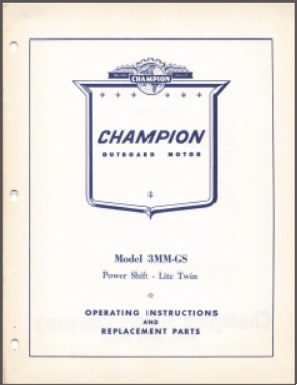 CHAMPION
CHAMPION
OUTBOARD MOTOR
Model 3MM-GS
Power Shift - Lite Twin
OPERATING INSTRUCTIONS
AND
REPLACEMENT PARTS